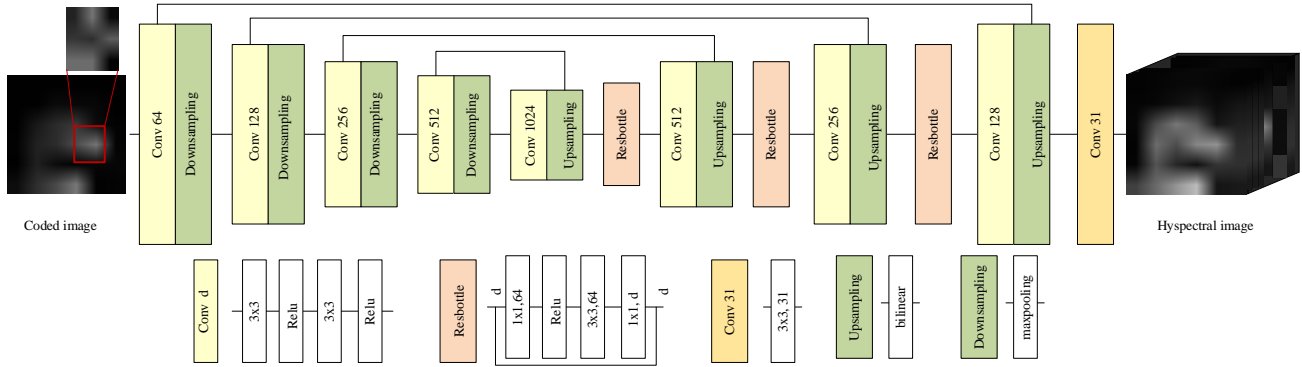 Conv 64
Downsampling
Conv 128
Downsampling
Conv 256
Downsampling
Conv 512
Downsampling
Conv 1024
Upsampling
Resbottle
Conv 512
Upsampling
Resbottle
Conv 256
Upsampling
Resbottle
Conv 128
Upsampling
Conv 31
Coded image
Hyspectral image
Conv d
3x3
Relu
3x3
Relu
Resbottle
d
1x1,64
Relu
3x3,64
1x1, d
d
Conv 31
3x3, 31
Upsampling
bilinear
Downsampling
maxpooling